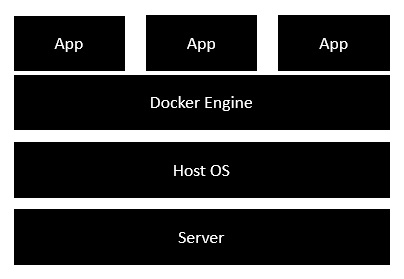 App App App
Docker Engine
Host OS
Server